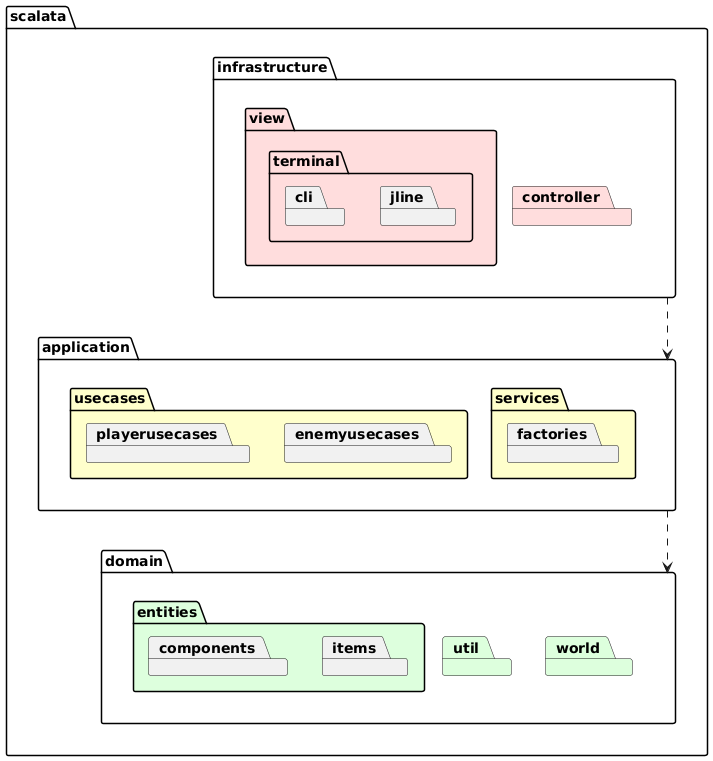 scalata
infrastructure
view
terminal
cli
jline
controller
application
usecases
services
playerusecases
enemyusecases
factories
domain
entities
components
items
util
world